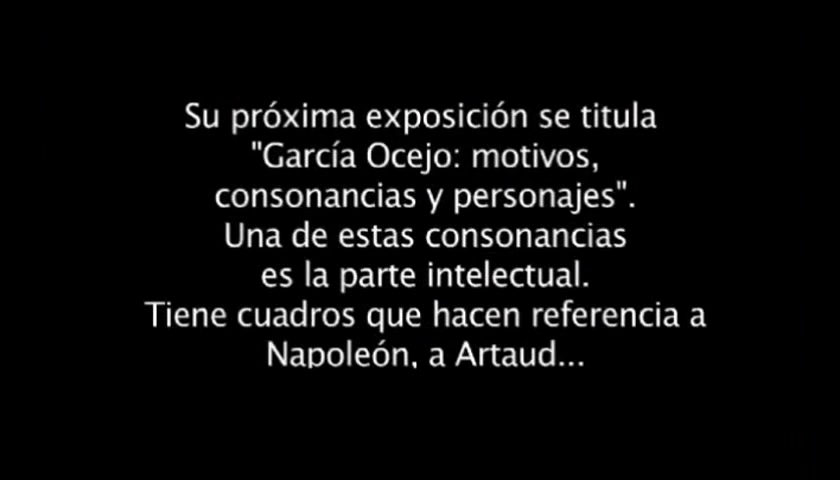 Su próxima exposición se titula
"García Ocejo: motivos,
consonancias y personajes".
Una de estas consonancias
es la parte intelectual.
Tiene cuadros que hacen referencia a
Napoleón, a Artaud...